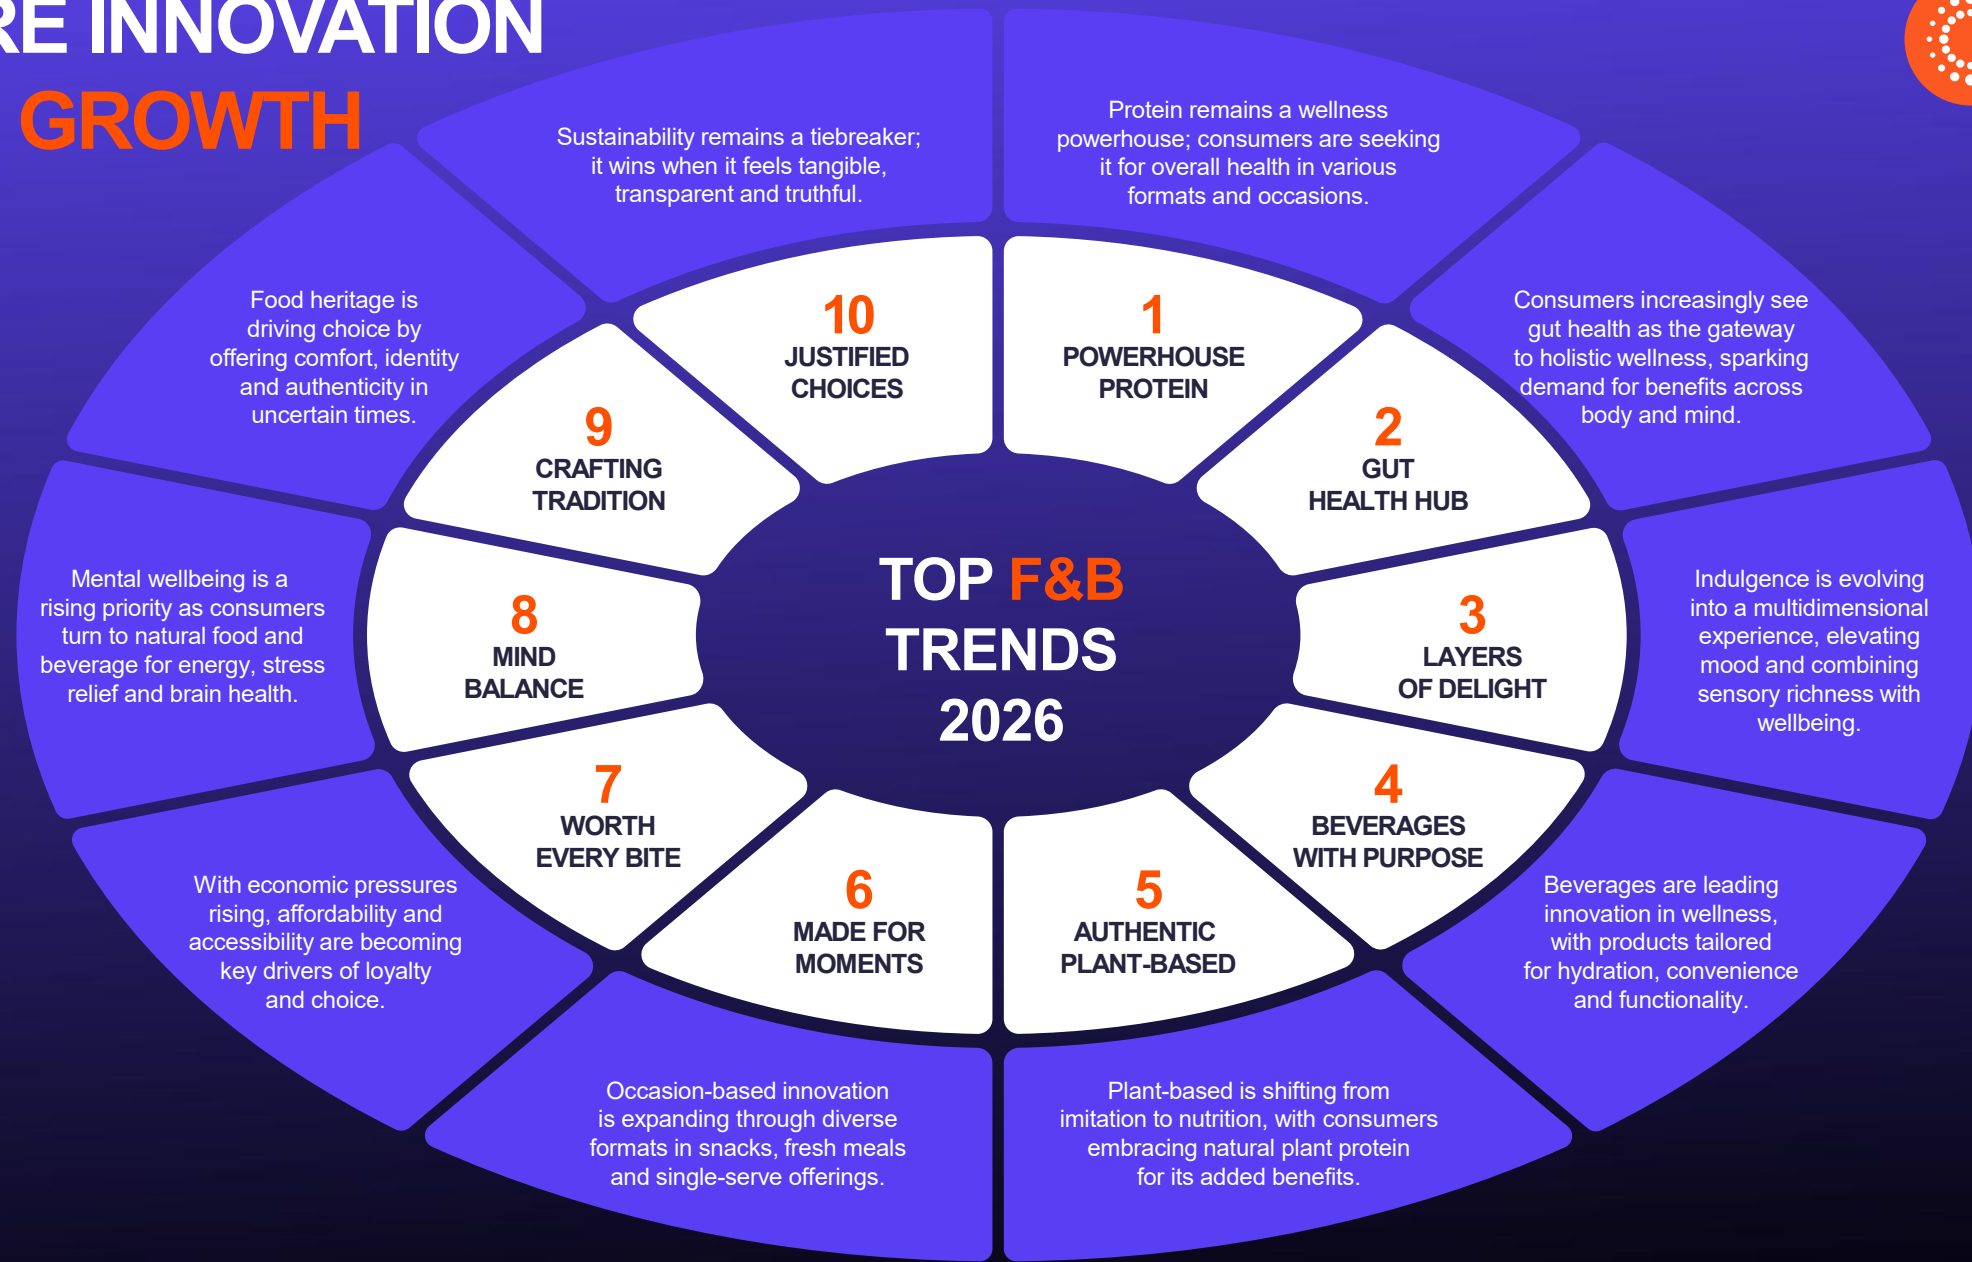 INNOVATION
GROWTH
TOP F&B
TRENDS
2026
1
POWERHOUSE
PROTEIN
Protein remains a wellness
powerhouse; consumers are seeking
it for overall health in various
formats and occasions.
2
GUT
HEALTH HUB
Consumers increasingly see
gut health as the gateway
to holistic wellness, sparking
demand for benefits across
body and mind.
3
LAYERS
OF DELIGHT
Indulgence is evolving
into a multidimensional
experience, elevating
mood and combining
sensory richness with
wellbeing.
4
BEVERAGES
WITH PURPOSE
Beverages are leading
innovation in wellness,
with products tailored
for hydration, convenience
and functionality.
5
AUTHENTIC
PLANT-BASED
Plant-based is shifting from
imitation to nutrition, with consumers
embracing natural plant protein
for its added benefits.
6
MADE FOR
MOMENTS
Occasion-based innovation
is expanding through diverse
formats in snacks, fresh meals
and single-serve offerings.
7
WORTH
EVERY BITE
With economic pressures
rising, affordability and
accessibility are becoming
key drivers of loyalty
and choice.
8
MIND
BALANCE
Mental wellbeing is a
rising priority as consumers
turn to natural food and
beverage for energy, stress
relief and brain health.
9
CRAFTING
TRADITION
Food heritage is
driving choice by
offering comfort, identity
and authenticity in
uncertain times.
10
JUSTIFIED
CHOICES
Sustainability remains a tiebreaker;
it wins when it feels tangible,
transparent and truthful.